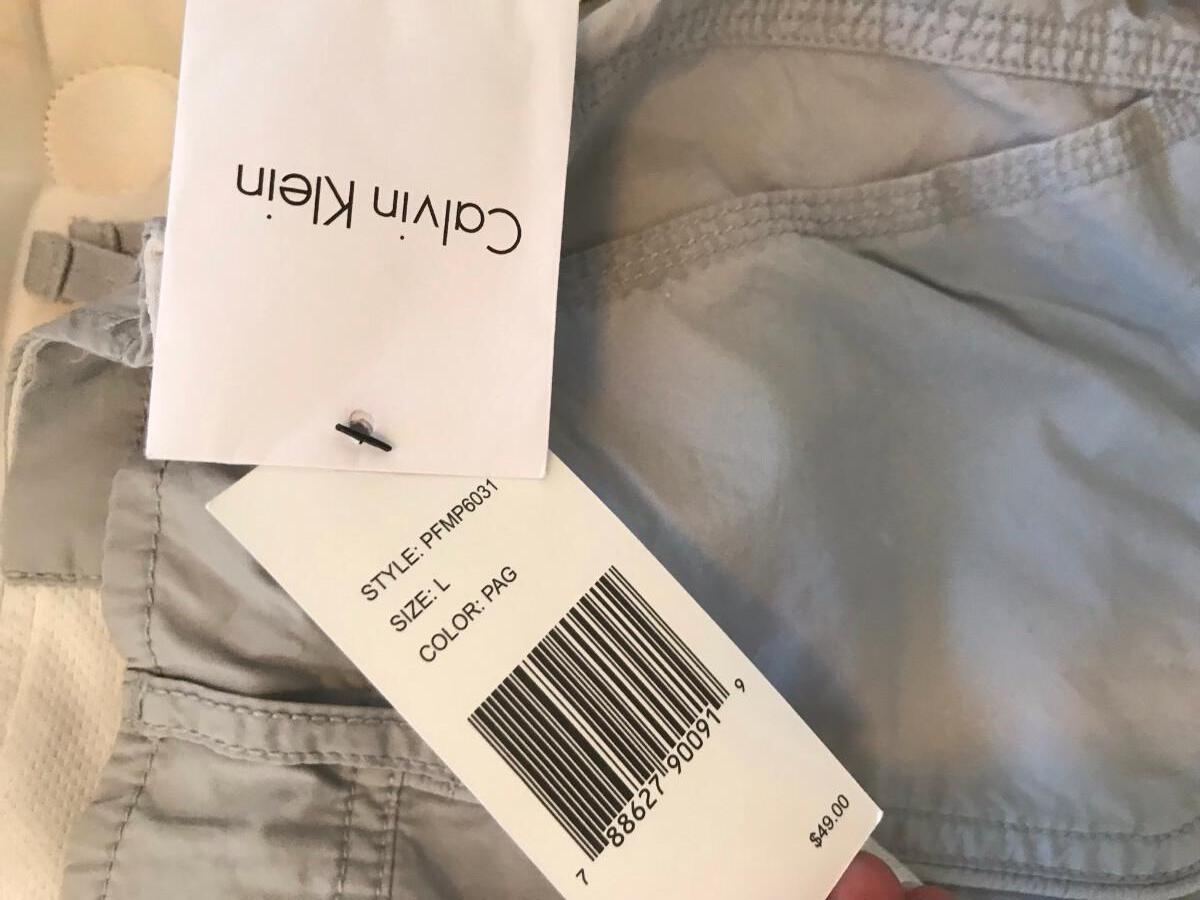 Calvin Klein
STYLE: PFMP6031
SIZE: L
COLOR: PAG
7 88627 90091 9
$49.00